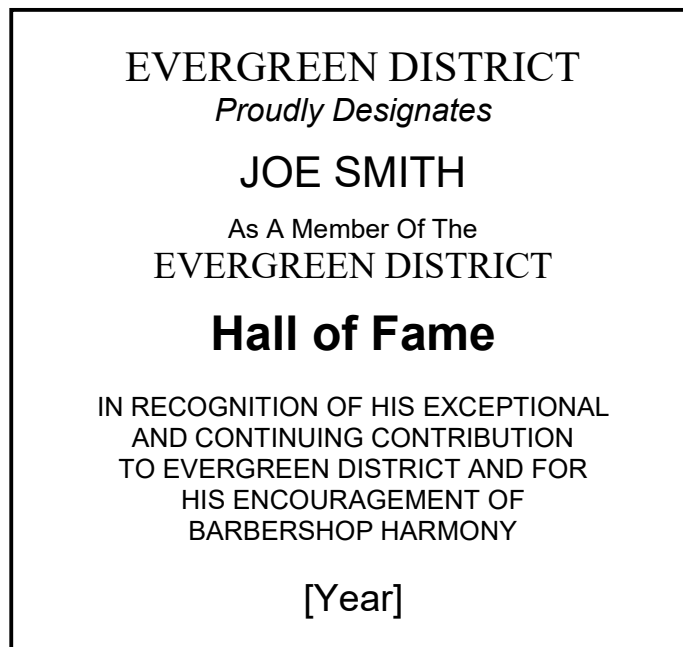 EVERGREEN DISTRICT
Proudly Designates
JOE SMITH
As A Member Of The
EVERGREEN DISTRICT
Hall of Fame
IN RECOGNITION OF HIS EXCEPTIONAL
AND CONTINUING CONTRIBUTION
TO EVERGREEN DISTRICT AND FOR
HIS ENCOURAGEMENT OF
BARBERSHOP HARMONY
[Year]